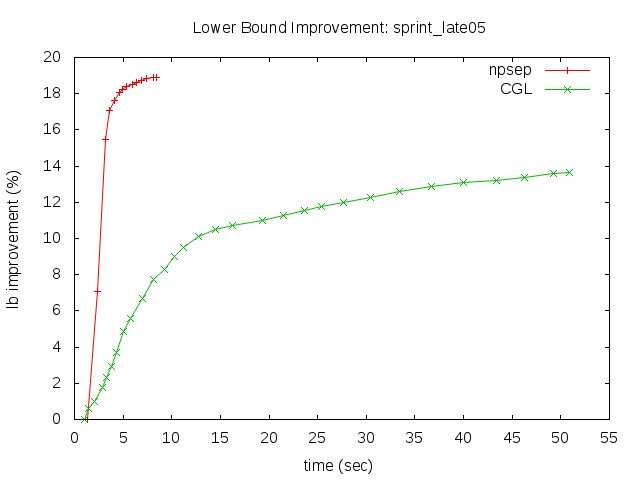 Lower Bound Improvement: sprint_late05
20
18
16
14
12
10
8
6
4
2
0
lb improvement (%)
npsep
CGL
0 5 10 15 20 25 30 35 40 45 50 55
time (sec)